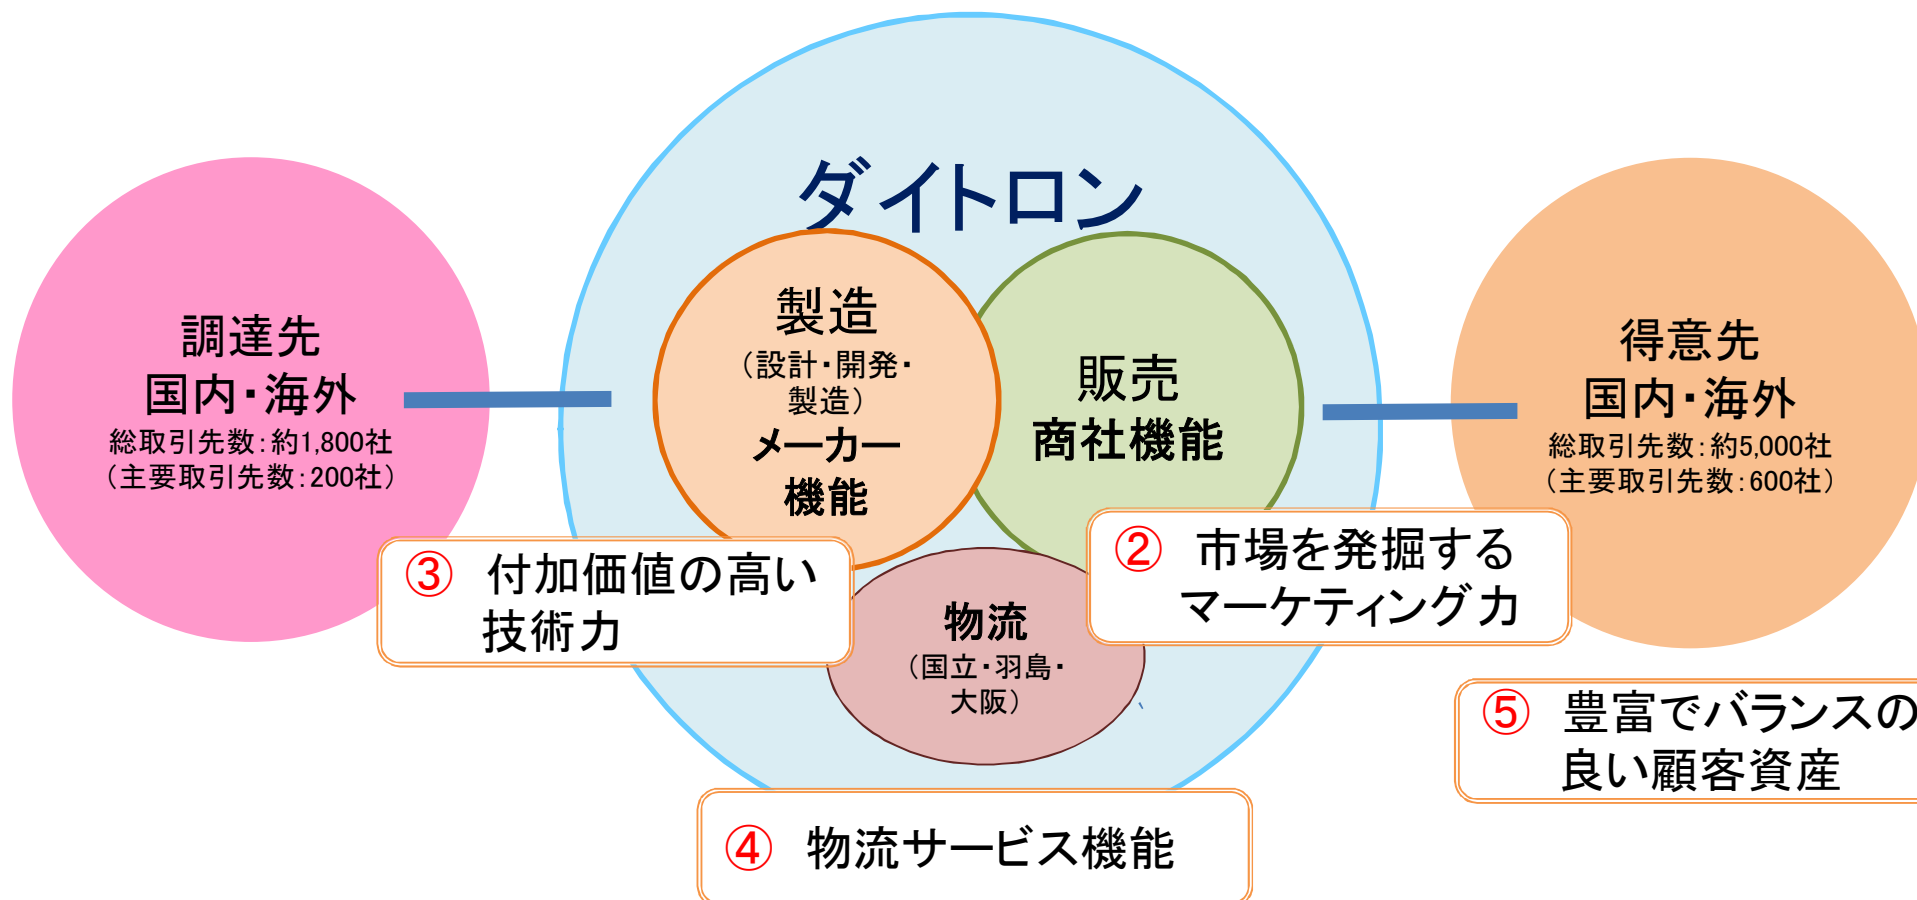 ダイトロン
調達先
国内・海外
総取引先数：約1,800社
（主要取引先数：200社）
製造
（設計・開発・
製造）
メーカー
機能
販売
商社機能
得意先
国内・海外
総取引先数：約5,000社
（主要取引先数：600社）
③ 付加価値の高い
技術力
② 市場を発掘する
マーケティング力
物流
（国立・羽島・
大阪）
⑤ 豊富でバランスの
良い顧客資産
④ 物流サービス機能